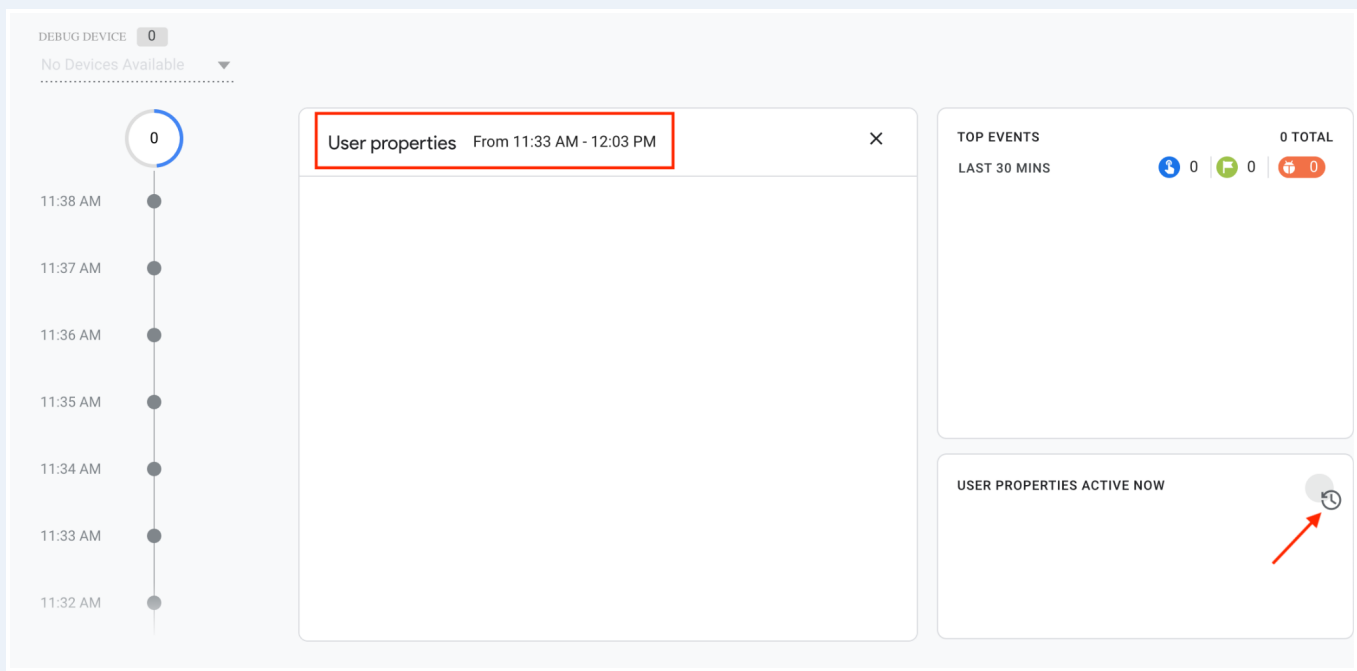 DEBUG DEVICE 0
No Devices Available
0
11:38 AM
11:37 AM
11:36 AM
11:35 AM
11:34 AM
11:33 AM
11:32 AM
User properties From 11:33 AM - 12:03 PM
TOP EVENTS 0 TOTAL
LAST 30 MINS 0 0 0
USER PROPERTIES ACTIVE NOW